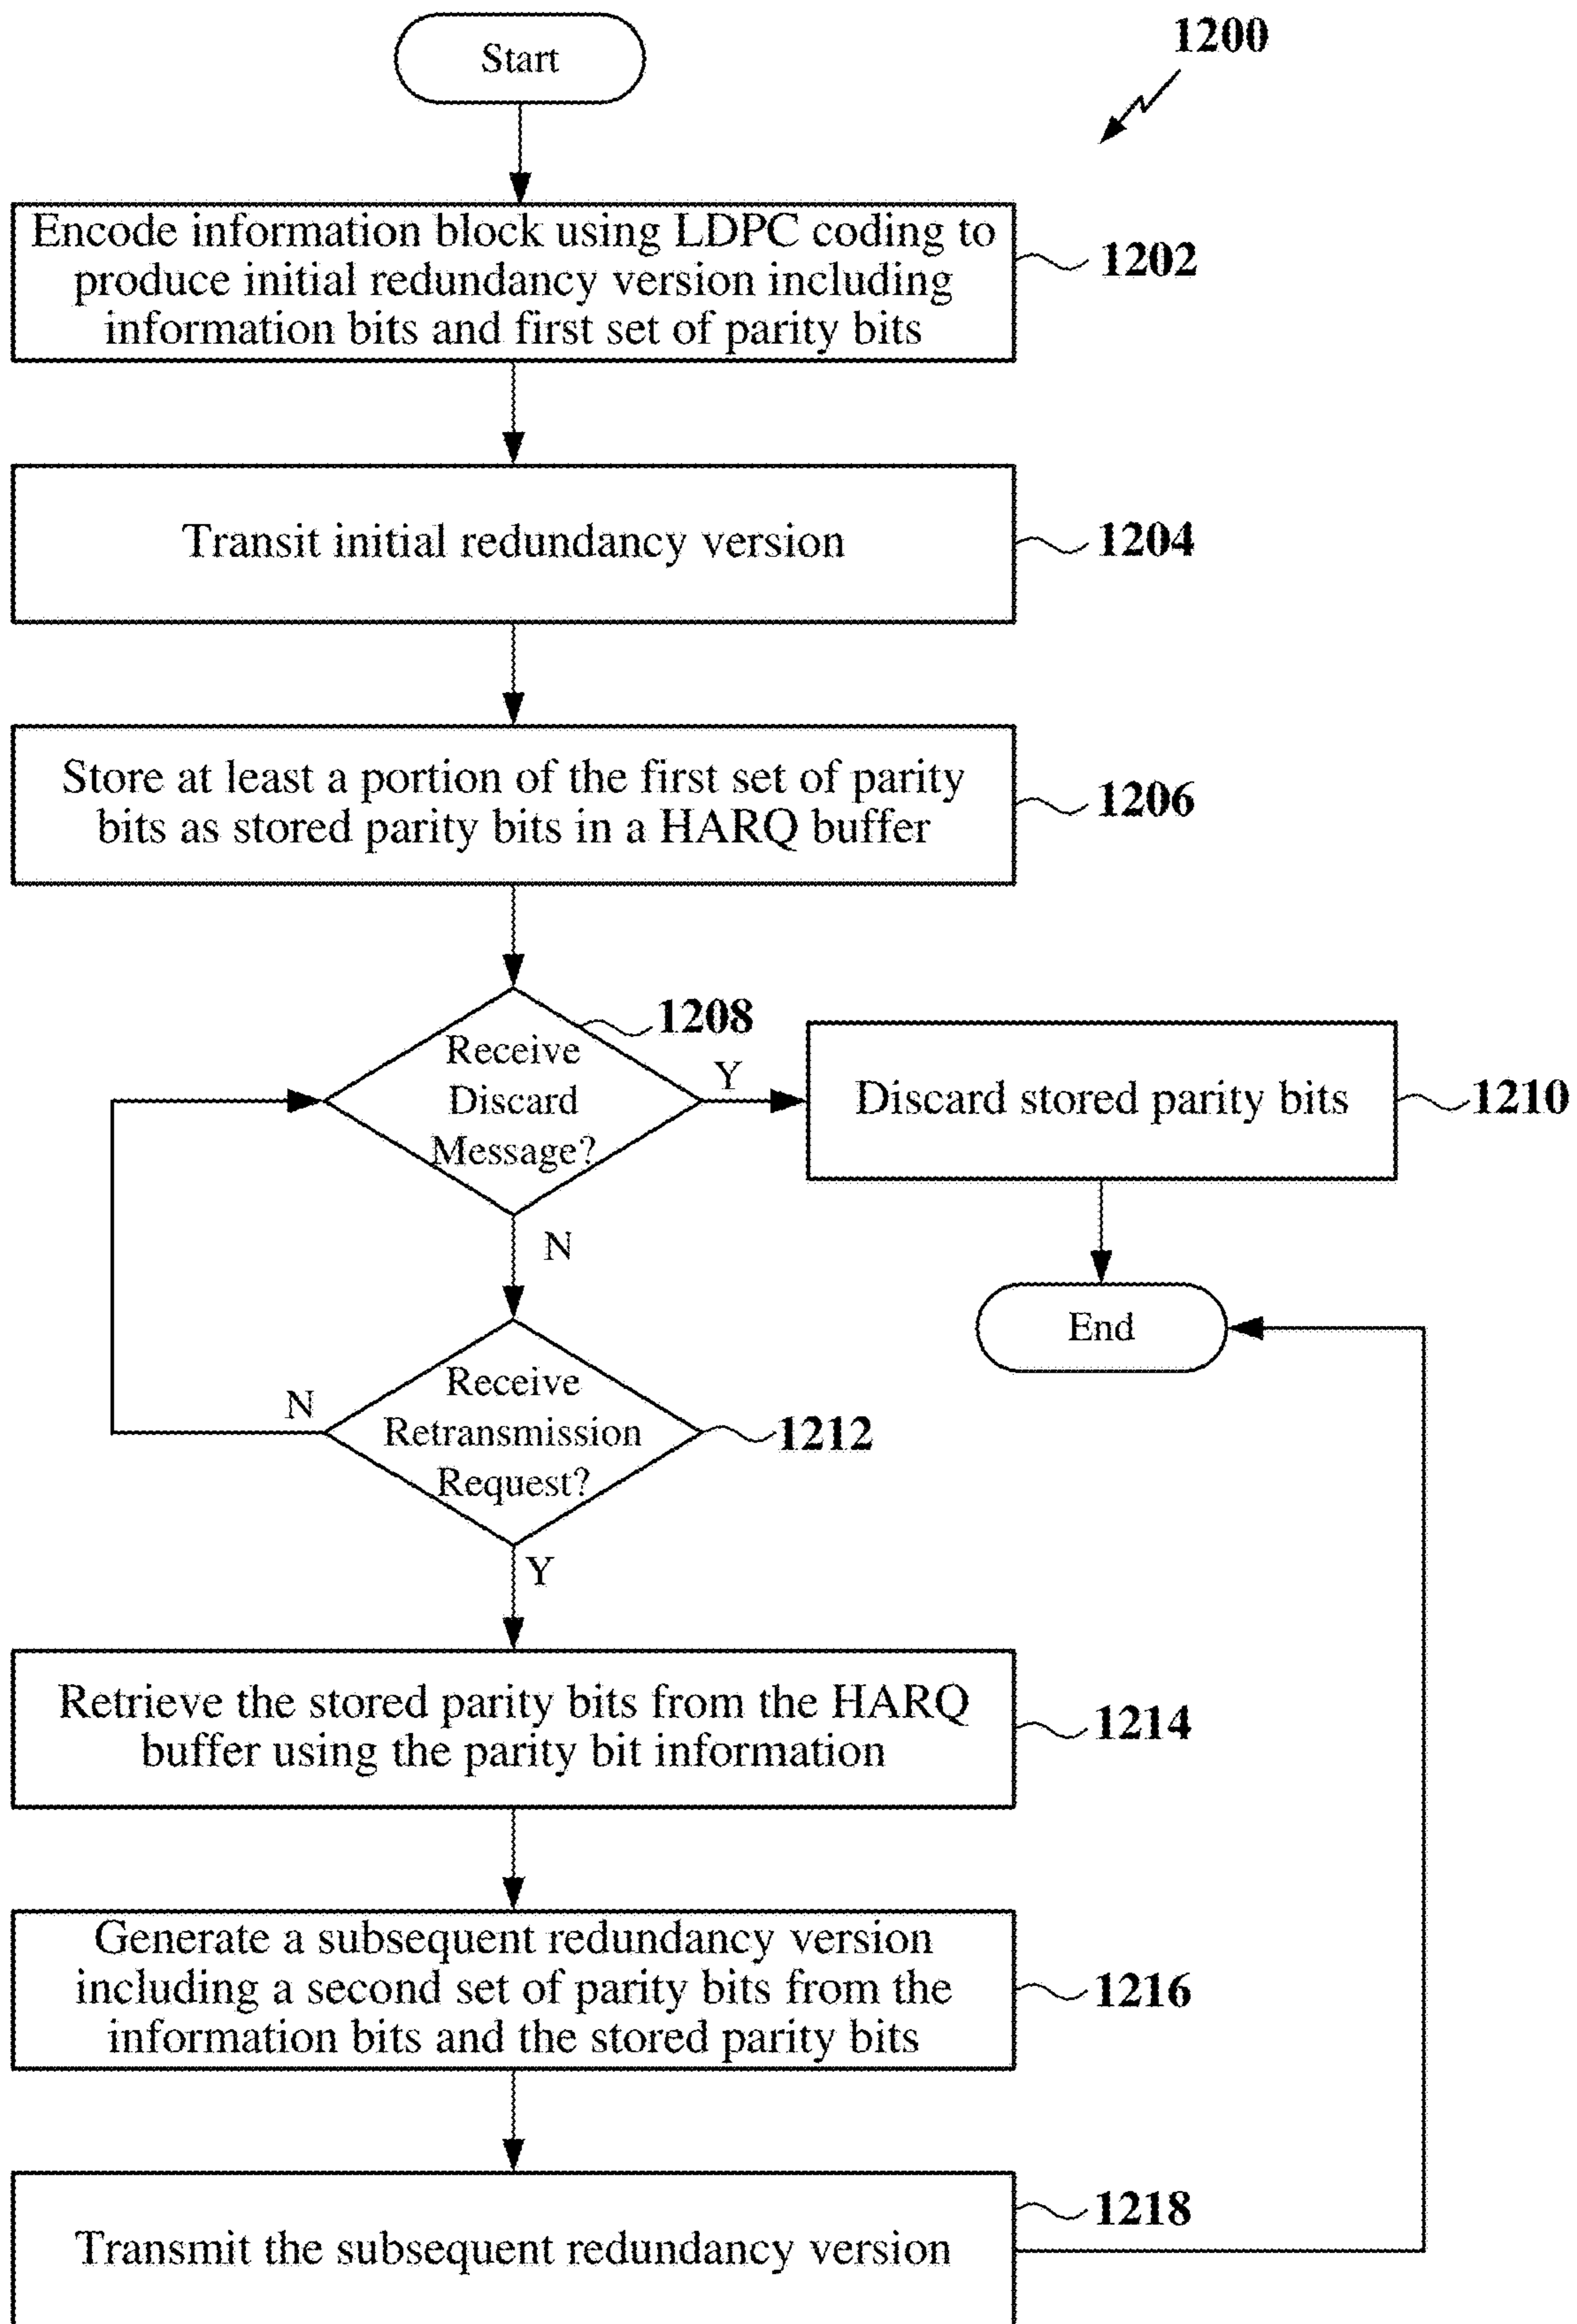 1200
Start
Encode information block using LDPC coding to
produce initial redundancy version including
information bits and first set of parity bits
1202
Transit initial redundancy version
1204
Store at least a portion of the first set of parity
bits as stored parity bits in a HARQ buffer
1206
1208
Receive
Discard
Message?
Y
Discard stored parity bits
1210
N
End
Receive
Retransmission
Request?
N
1212
Y
Retrieve the stored parity bits from the HARQ
buffer using the parity bit information
1214
Generate a subsequent redundancy version
including a second set of parity bits from the
information bits and the stored parity bits
1216
Transmit the subsequent redundancy version
1218